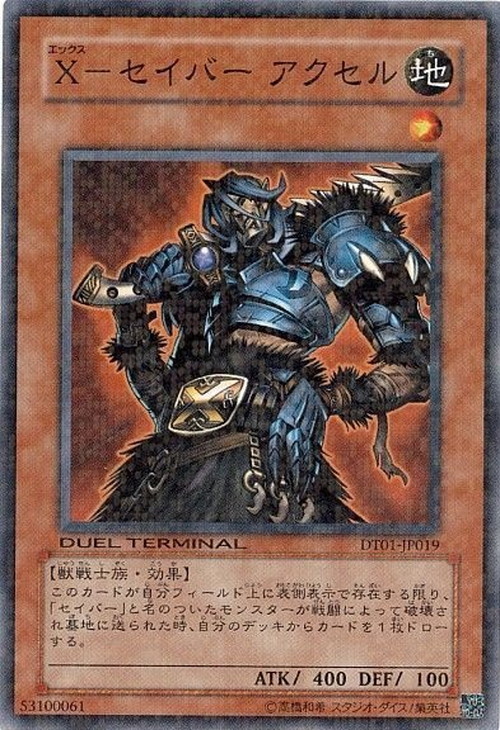 エックス
X－セイバー アクセル
ち
地
DUEL TERMINAL DT01-JP019
【獣戦士族・効果】
このカードが自分フィールド上に表側表示で存在する限り、
「セイバー」と名のついたモンスターが戦闘によって破壊さ
れ墓地に送られた時、自分のデッキからカードを１枚ドロー
する。
ATK/ 400 DEF/ 100
53100061 ©高橋和希 スタジオ・ダイス/集英社